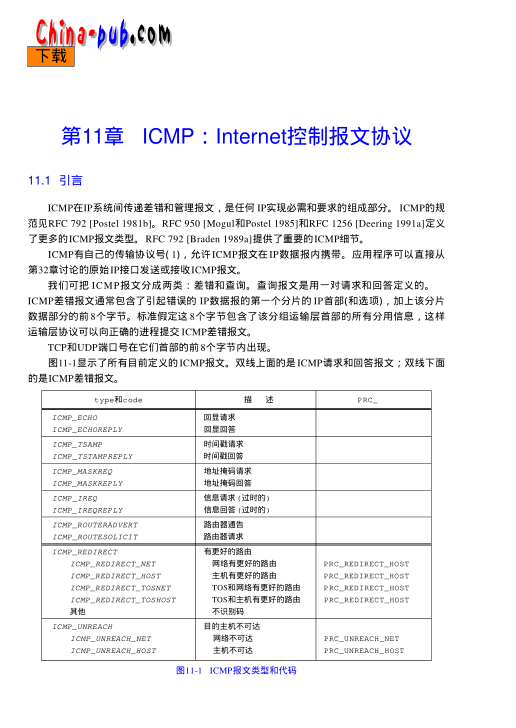 China-pub.com
下载
第11章 ICMP：Internet控制报文协议
11.1 引言
ICMP在IP系统间传递差错和管理报文，是任何 IP实现必需和要求的组成部分。 ICMP的规
范见RFC 792 [Postel 1981b]。RFC 950 [Mogul和Postel 1985]和RFC 1256 [Deering 1991a]定义
了更多的ICMP报文类型。 RFC 792 [Braden 1989a]提供了重要的ICMP细节。
ICMP有自己的传输协议号( 1)，允许ICMP报文在IP数据报内携带。应用程序可以直接从
第32章讨论的原始IP接口发送或接收ICMP报文。
我们可把 ICMP报文分成两类：差错和查询。查询报文是用一对请求和回答定义的。
ICMP差错报文通常包含了引起错误的 IP数据报的第一个分片的 IP首部(和选项)，加上该分片
数据部分的前8个字节。标准假定这 8个字节包含了该分组运输层首部的所有分用信息，这样
运输层协议可以向正确的进程提交 ICMP差错报文。
TCP和UDP端口号在它们首部的前 8个字节内出现。
图11-1显示了所有目前定义的 ICMP报文。双线上面的是 ICMP请求和回答报文；双线下面
的是ICMP差错报文。
type和code 描 述 PRC_
ICMP_ECHO 回显请求
ICMP_ECHOREPLY 回显回答
ICMP_TSAMP 时间戳请求
ICMP_TSTAMPREPLY 时间戳回答
ICMP_MASKREQ 地址掩码请求
ICMP_MASKREPLY 地址掩码回答
ICMP_IREQ 信息请求(过时的)
ICMP_IREQREPLY 信息回答(过时的)
ICMP_ROUTERADVERT 路由器通告
ICMP_ROUTESOLICIT 路由器请求
ICMP_REDIRECT 有更好的路由
ICMP_REDIRECT_NET 网络有更好的路由 PRC_REDIRECT_HOST
ICMP_REDIRECT_HOST 主机有更好的路由 PRC_REDIRECT_HOST
ICMP_REDIRECT_TOSNET TOS和网络有更好的路由 PRC_REDIRECT_HOST
ICMP_REDIRECT_TOSHOST TOS和主机有更好的路由 PRC_REDIRECT_HOST
其他 不识别码
ICMP_UNREACH 目的主机不可达
ICMP_UNREACH_NET 网络不可达 PRC_UNREACH_NET
ICMP_UNREACH_HOST 主机不可达 PRC_UNREACH_HOST
图11-1 ICMP报文类型和代码